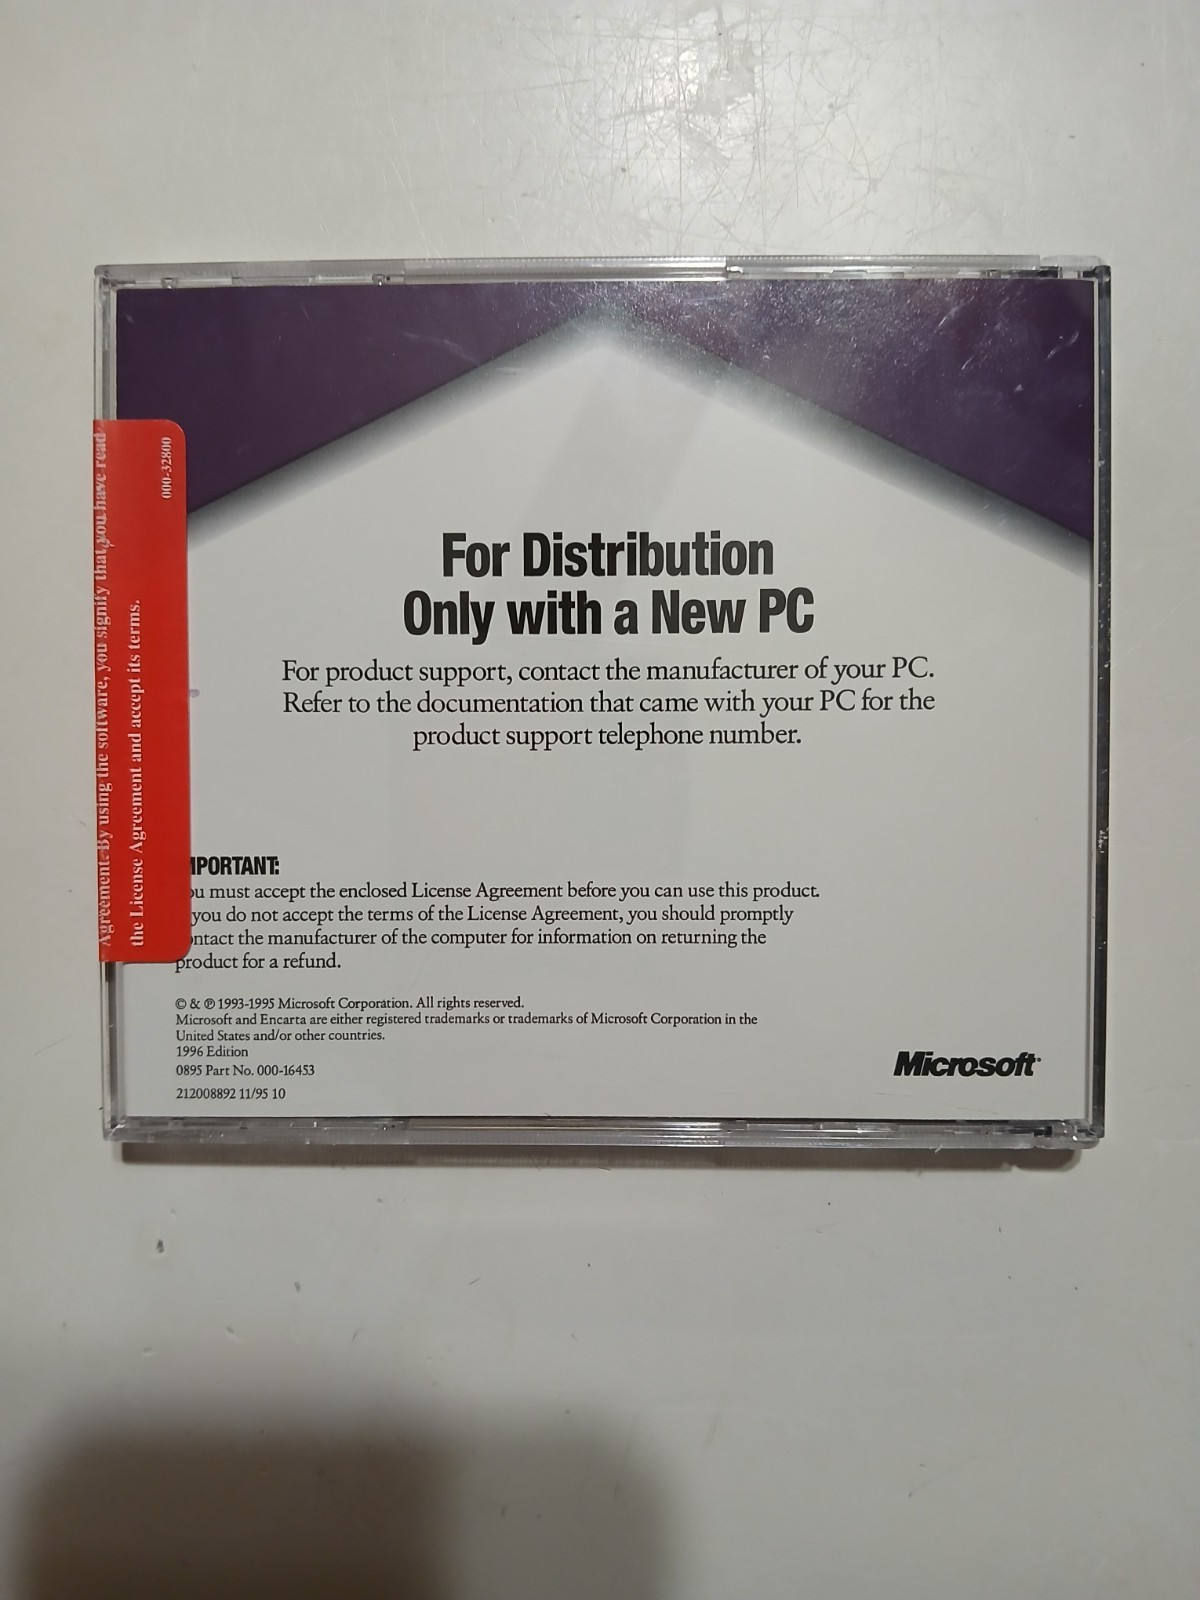 For Distribution
Only with a New PC
For product support, contact the manufacturer of your PC.
Refer to the documentation that came with your PC for the
product support telephone number.
000-32800
Agreement. By using the software, you signify that you have read
the License Agreement and accept its terms.
MPORTANT:
ou must accept the enclosed License Agreement before you can use this product.
you do not accept the terms of the License Agreement, you should promptly
ontact the manufacturer of the computer for information on returning the
product for a refund.
© & ℗ 1993-1995 Microsoft Corporation. All rights reserved.
Microsoft and Encarta are either registered trademarks or trademarks of Microsoft Corporation in the
United States and/or other countries.
1996 Edition
0895 Part No. 000-16453
212008892 11/95 10
Microsoft